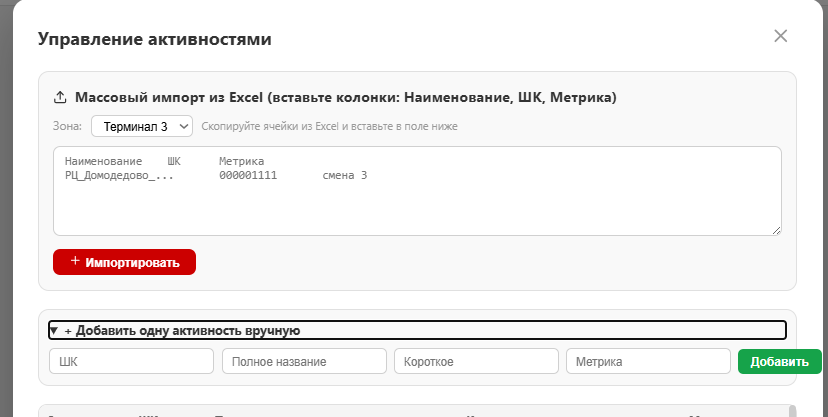 Управление активностями
Массовый импорт из Excel (вставьте колонки: Наименование, ШК, Метрика)
Зона: Терминал 3 Скопируйте ячейки из Excel и вставьте в поле ниже
Наименование ШК Метрика
РЦ_Домодедово_... 000001111 смена 3
+ Импортировать
▼ + Добавить одну активность вручную
ШК Полное название Короткое Метрика Добавить